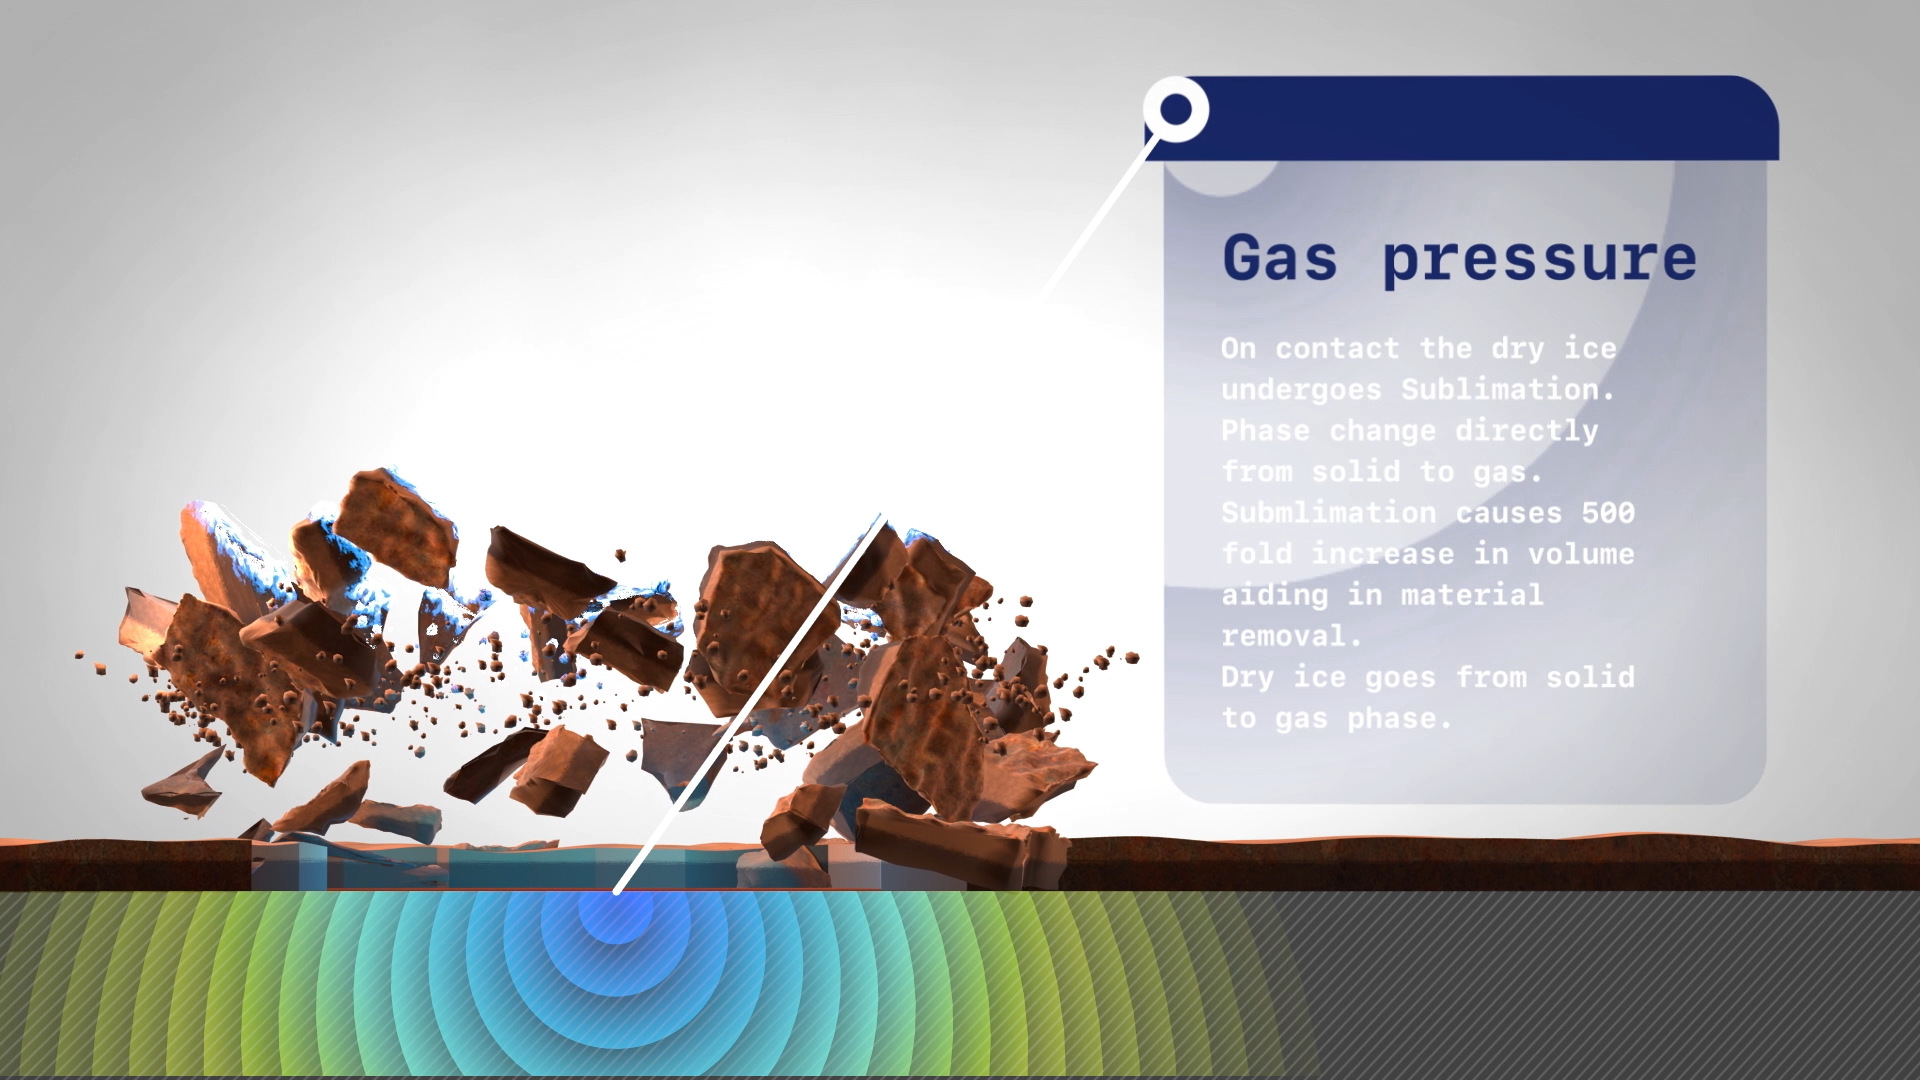 Gas pressure
On contact the dry ice
undergoes Sublimation.
Phase change directly
from solid to gas.
Submlimation causes 500
fold increase in volume
aiding in material
removal.
Dry ice goes from solid
to gas phase.